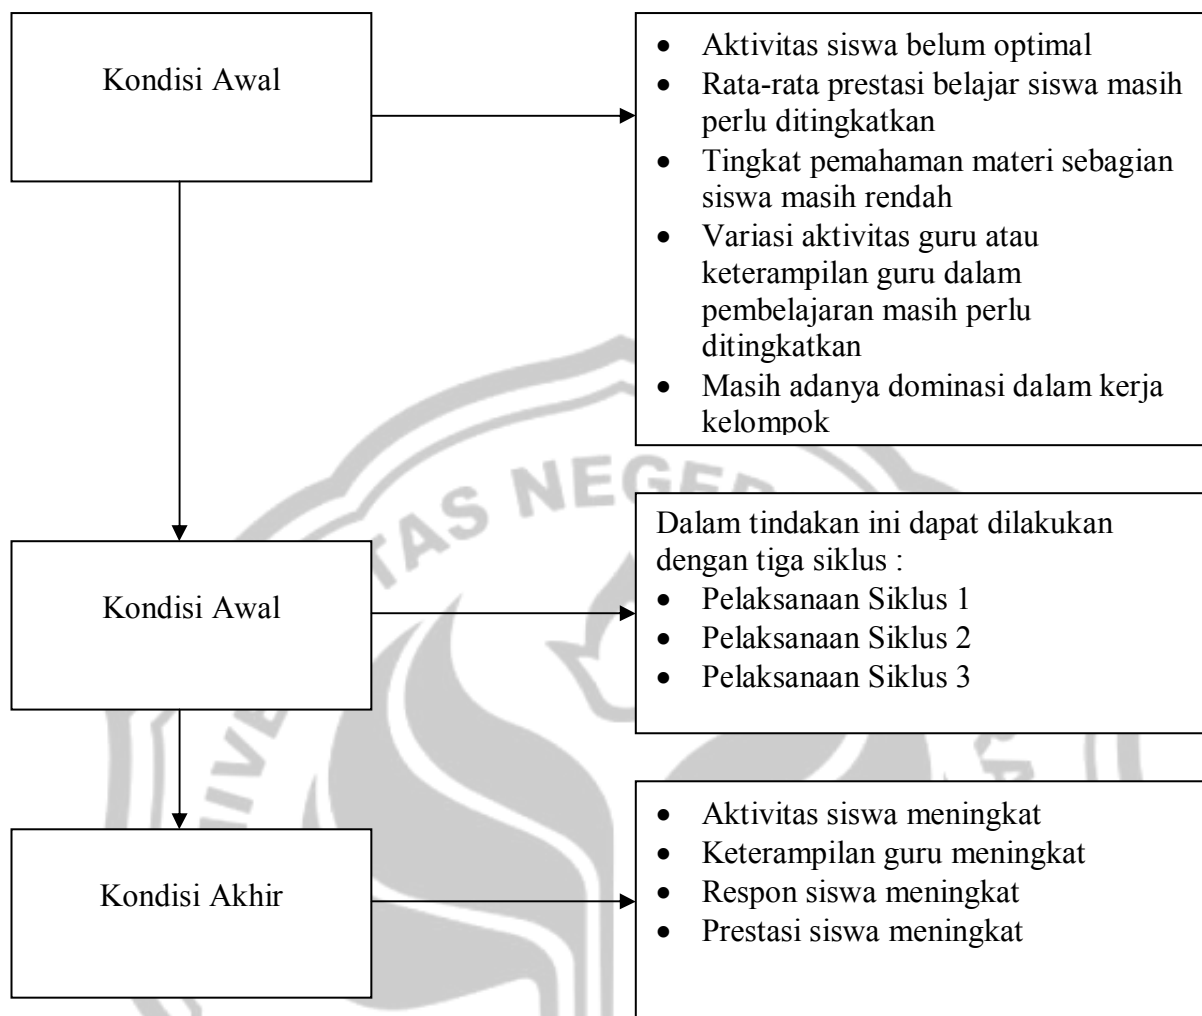 Kondisi Awal
• Aktivitas siswa belum optimal
• Rata-rata prestasi belajar siswa masih
perlu ditingkatkan
• Tingkat pemahaman materi sebagian
siswa masih rendah
• Variasi aktivitas guru atau
keterampilan guru dalam
pembelajaran masih perlu
ditingkatkan
• Masih adanya dominasi dalam kerja
kelompok
TAS NEGER
Kondisi Awal
Dalam tindakan ini dapat dilakukan
dengan tiga siklus :
• Pelaksanaan Siklus 1
• Pelaksanaan Siklus 2
• Pelaksanaan Siklus 3
Kondisi Akhir
• Aktivitas siswa meningkat
• Keterampilan guru meningkat
• Respon siswa meningkat
• Prestasi siswa meningkat